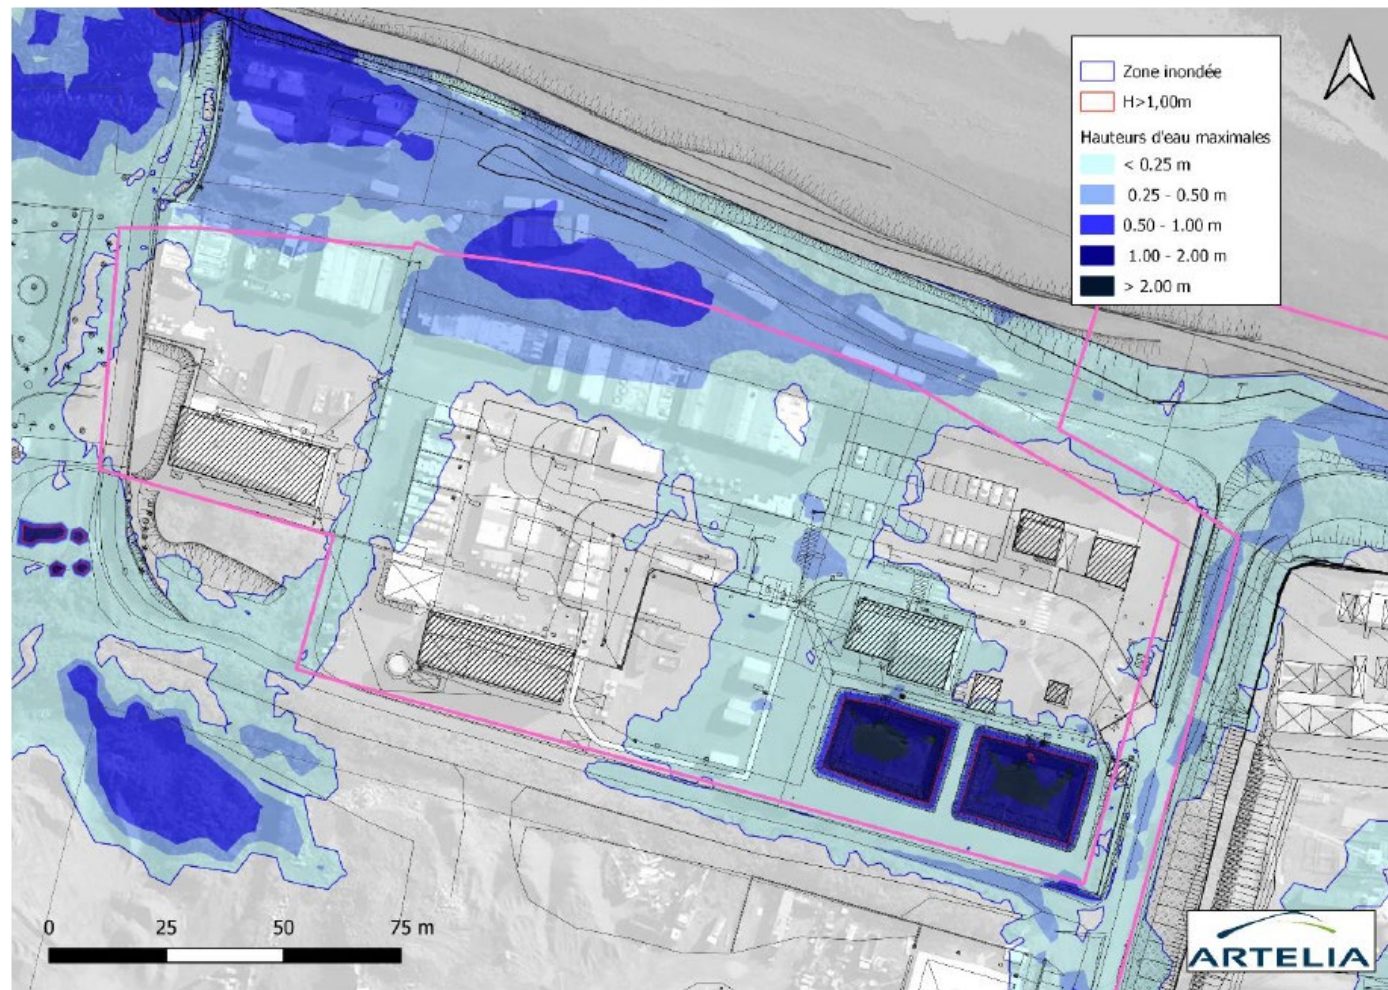 Zone inondée
H>1,00m
Hauteurs d'eau maximales
< 0.25 m
0.25 - 0.50 m
0.50 - 1.00 m
1.00 - 2.00 m
> 2.00 m
0 25 50 75 m
ARTELIA